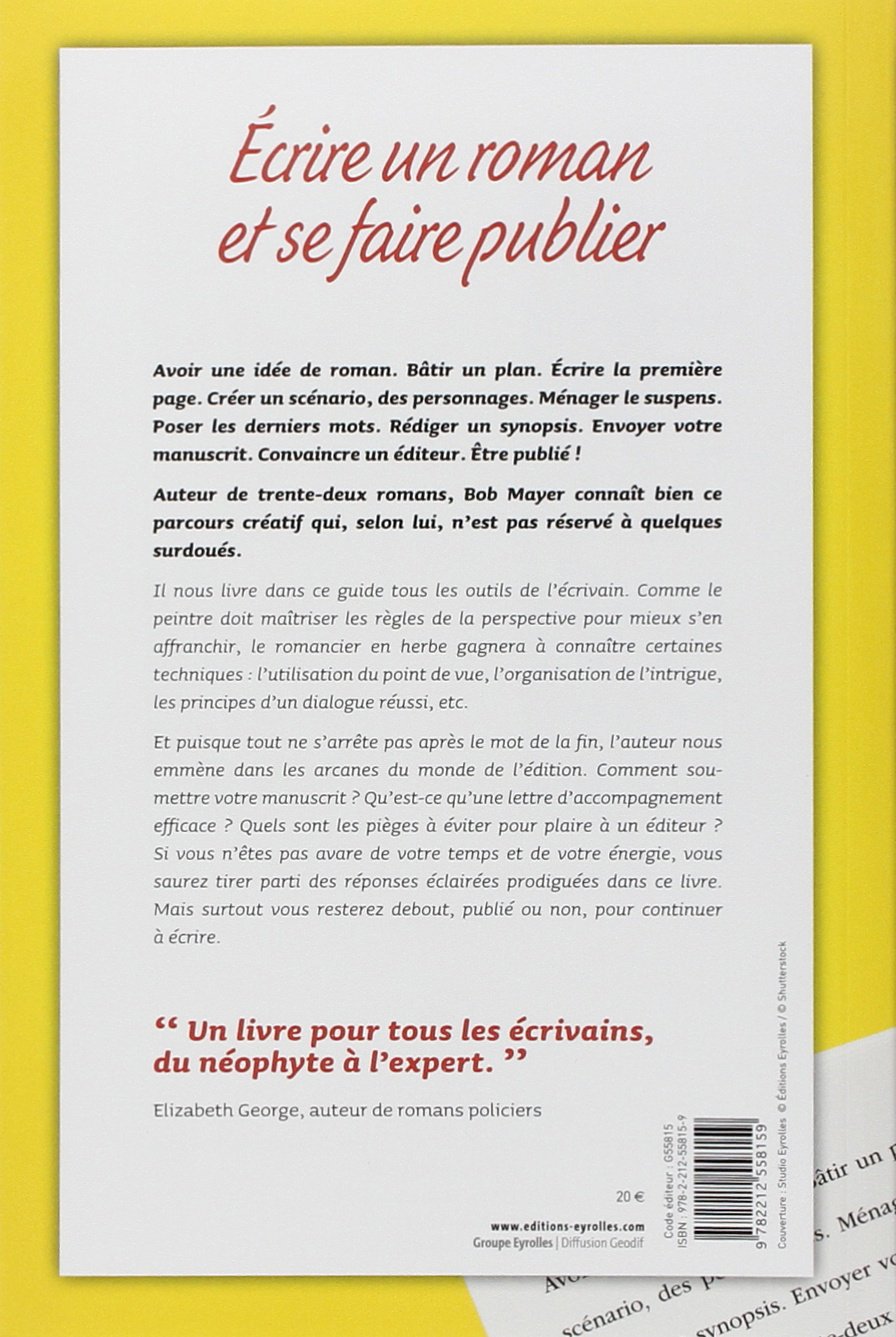 Écrire un roman
et se faire publier
Avoir une idée de roman. Bâtir un plan. Écrire la première
page. Créer un scénario, des personnages. Ménager le suspens.
Poser les derniers mots. Rédiger un synopsis. Envoyer votre
manuscrit. Convaincre un éditeur. Être publié !
Auteur de trente-deux romans, Bob Mayer connaît bien ce
parcours créatif qui, selon lui, n’est pas réservé à quelques
surdoués.
Il nous livre dans ce guide tous les outils de l’écrivain. Comme le
peintre doit maîtriser les règles de la perspective pour mieux s’en
affranchir, le romancier en herbe gagnera à connaître certaines
techniques : l’utilisation du point de vue, l’organisation de l’intrigue,
les principes d’un dialogue réussi, etc.
Et puisque tout ne s’arrête pas après le mot de la fin, l’auteur nous
emmène dans les arcanes du monde de l’édition. Comment sou-
mettre votre manuscrit ? Qu’est-ce qu’une lettre d’accompagnement
efficace ? Quels sont les pièges à éviter pour plaire à un éditeur ?
Si vous n’êtes pas avare de votre temps et de votre énergie, vous
saurez tirer parti des réponses éclairées prodiguées dans ce livre.
Mais surtout vous resterez debout, publié ou non, pour continuer
à écrire.
“ Un livre pour tous les écrivains,
du néophyte à l’expert. ”
Elizabeth George, auteur de romans policiers
20 €
www.editions-eyrolles.com
Groupe Eyrolles | Diffusion Geodif
Code éditeur : G55815
ISBN : 978-2-212-55815-9
9 782212 558159
Couverture : Studio Eyrolles © Éditions Eyrolles / © Shutterstock
âtir un
s. Ménag
scénario, des
synopsis. Envoyer vo
-deux